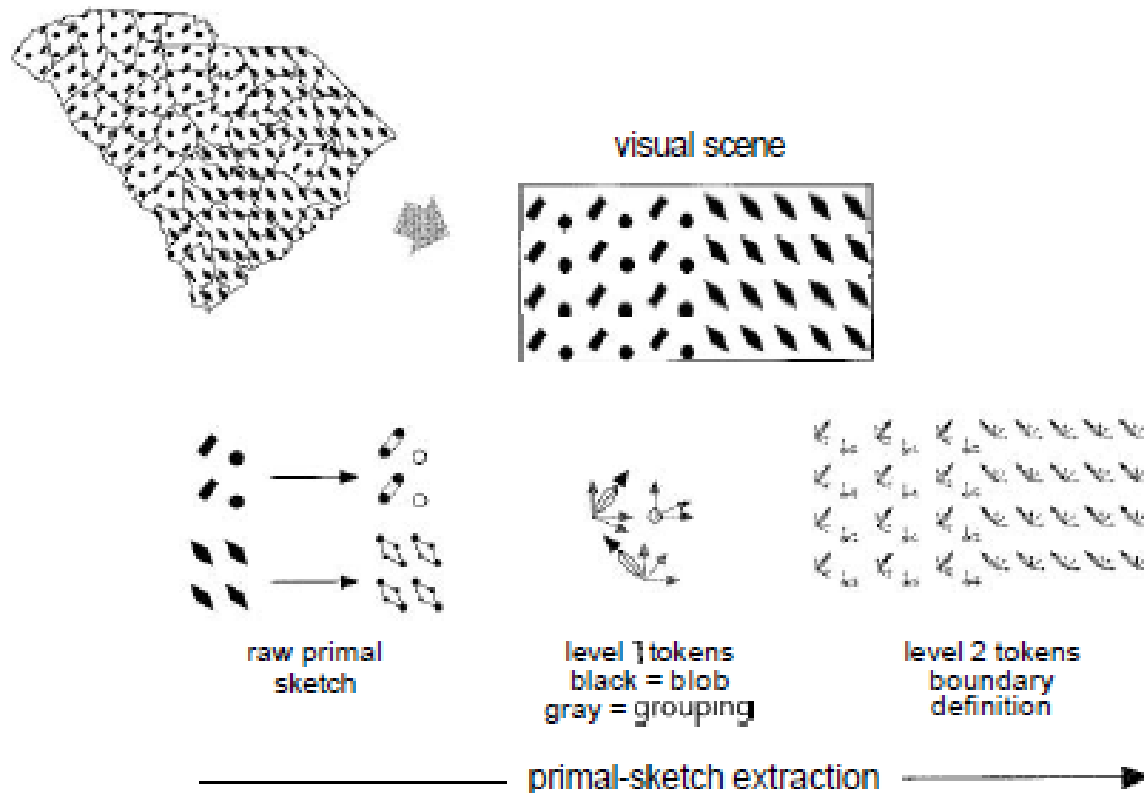 visual scene
raw primal
sketch
level 1 tokens
black = blob
gray = grouping
level 2 tokens
boundary
definition
primal-sketch extraction